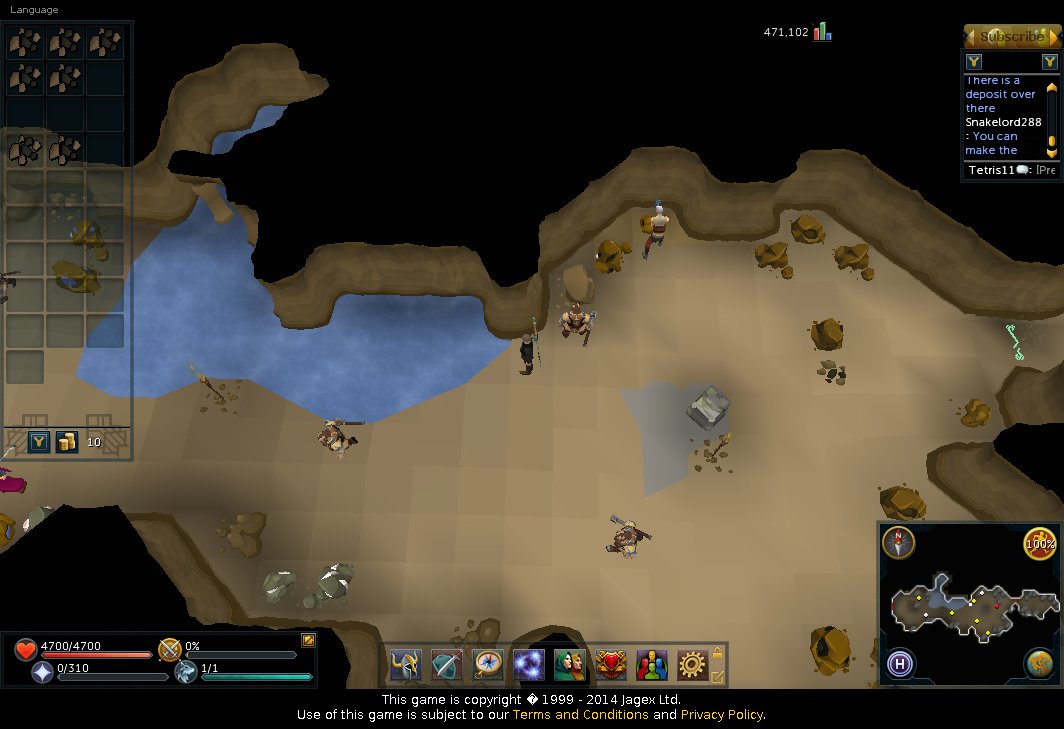 Language
471,102
Subscribe
There is a
deposit over
there
Snakelord288
: You can
make the
Tetris11: [Pre
10
N
100%
4700/4700
0%
0/310
1/1
H
This game is copyright � 1999 - 2014 Jagex Ltd.
Use of this game is subject to our Terms and Conditions and Privacy Policy.